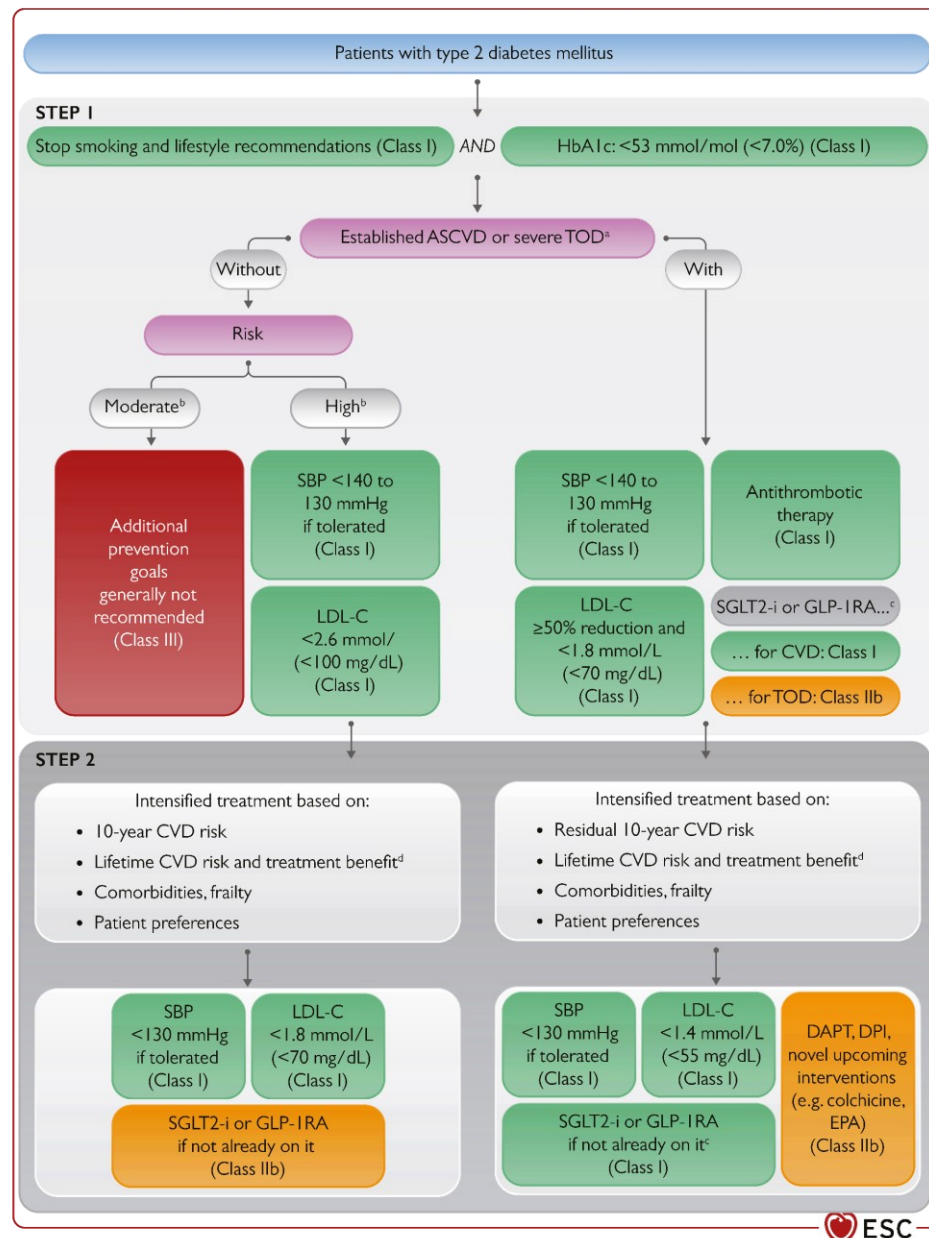 Patients with type 2 diabetes mellitus
STEP 1
Stop smoking and lifestyle recommendations (Class I)
AND
HbA1c: <53 mmol/mol (<7.0%) (Class I)
Established ASCVD or severe TODᵃ
Without
With
Risk
Moderateᵇ
Highᵇ
Additional
prevention
goals
generally not
recommended
(Class III)
SBP <140 to
130 mmHg
if tolerated
(Class I)
LDL-C
<2.6 mmol/
(<100 mg/dL)
(Class I)
SBP <140 to
130 mmHg
if tolerated
(Class I)
LDL-C
≥50% reduction and
<1.8 mmol/L
(<70 mg/dL)
(Class I)
Antithrombotic
therapy
(Class I)
SGLT2-i or GLP-1RA...ᶜ
... for CVD: Class I
... for TOD: Class IIb
STEP 2
Intensified treatment based on:
• 10-year CVD risk
• Lifetime CVD risk and treatment benefitᵈ
• Comorbidities, frailty
• Patient preferences
Intensified treatment based on:
• Residual 10-year CVD risk
• Lifetime CVD risk and treatment benefitᵈ
• Comorbidities, frailty
• Patient preferences
SBP
<130 mmHg
if tolerated
(Class I)
LDL-C
<1.8 mmol/L
(<70 mg/dL)
(Class I)
SGLT2-i or GLP-1RA
if not already on it
(Class IIb)
SBP
<130 mmHg
if tolerated
(Class I)
LDL-C
<1.4 mmol/L
(<55 mg/dL)
(Class I)
SGLT2-i or GLP-1RA
if not already on itᶜ
(Class I)
DAPT, DPI,
novel upcoming
interventions
(e.g. colchicine,
EPA)
(Class IIb)
ESC